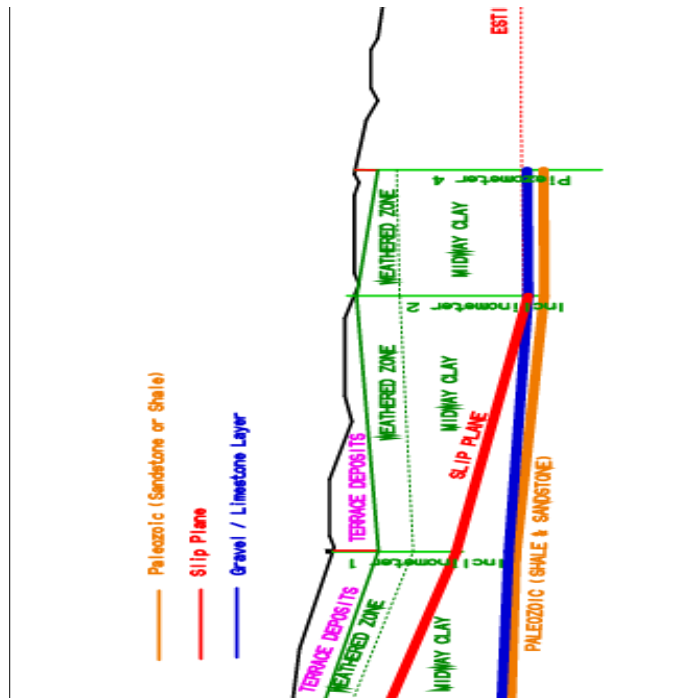 ESTI
Piezometer 4
WEATHERED ZONE
MIDWAY CLAY
Inclinometer 2
WEATHERED ZONE
MIDWAY CLAY
SLIP PLANE
TERRACE DEPOSITS
Inclinometer 1
PALEOZOIC (SHALE & SANDSTONE)
TERRACE DEPOSITS
WEATHERED ZONE
MIDWAY CLAY
Paleozoic (Sandstone or Shale)
Slip Plane
Gravel / Limestone Layer